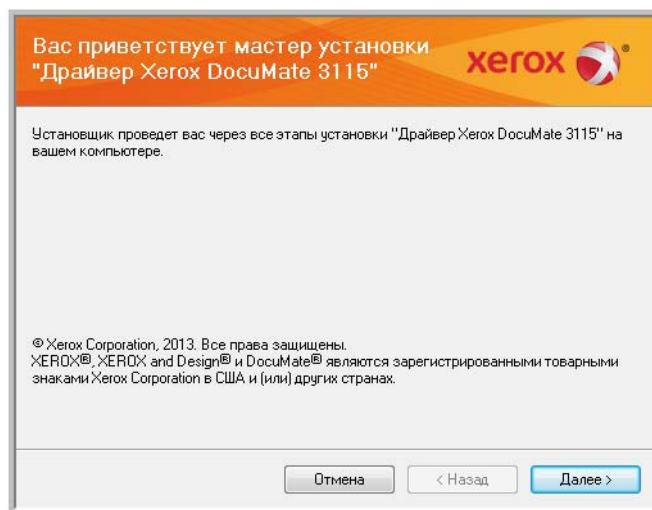 Вас приветствует мастер установки
"Драйвер Xerox DocuMate 3115"
xerox ®
Установщик проведет вас через все этапы установки "Драйвер Xerox DocuMate 3115" на
вашем компьютере.
© Xerox Corporation, 2013. Все права защищены.
XEROX®, XEROX and Design® и DocuMate® являются зарегистрированными товарными
знаками Xerox Corporation в США и (или) других странах.
Отмена < Назад Далее >